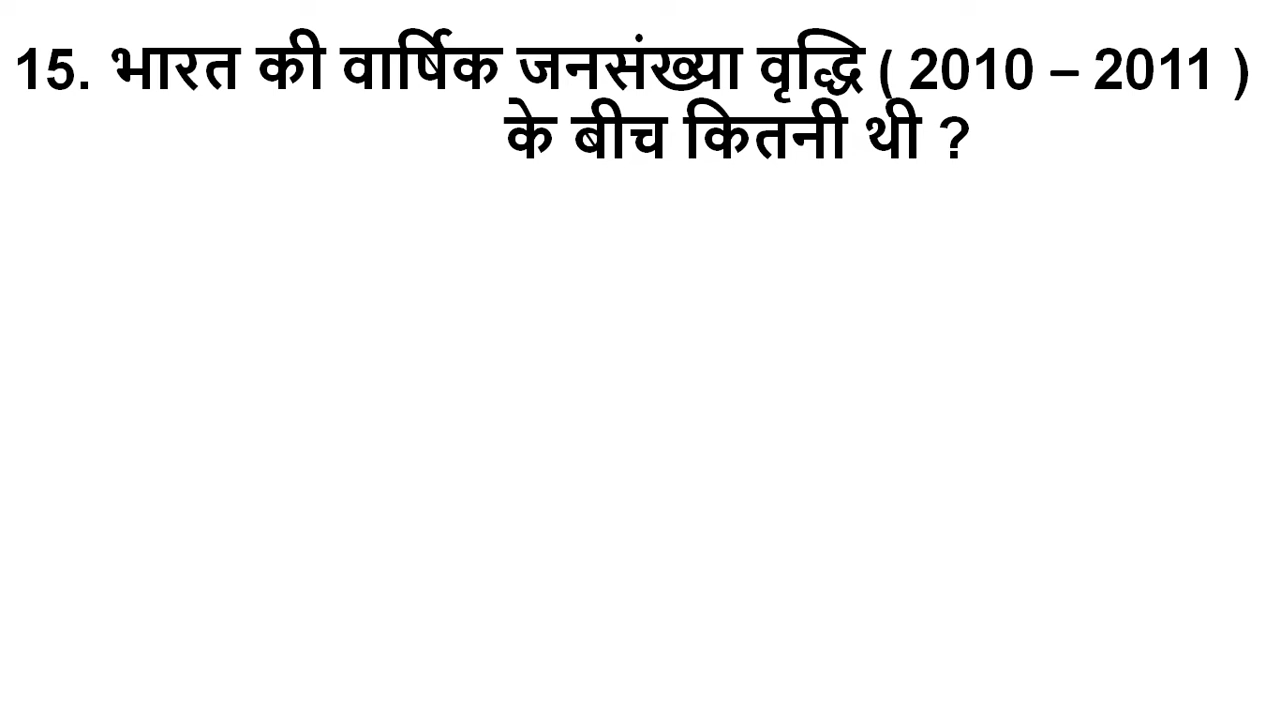 15. भारत की वार्षिक जनसंख्या वृद्धि ( 2010 – 2011 )
के बीच कितनी थी ?